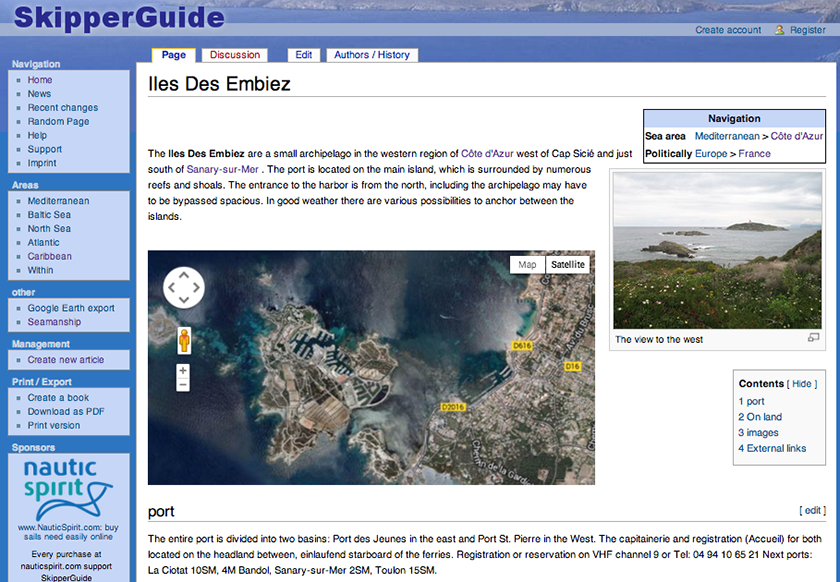 SkipperGuide
Create account Register
Page Discussion Edit Authors / History
Navigation
Home
News
Recent changes
Random Page
Help
Support
Imprint
Areas
Mediterranean
Baltic Sea
North Sea
Atlantic
Caribbean
Within
other
Google Earth export
Seamanship
Management
Create new article
Print / Export
Create a book
Download as PDF
Print version
Sponsors
nautic
spirit
www.NauticSpirit.com: buy
sails need easily online
Every purchase at
nauticspirit.com support
SkipperGuide
Iles Des Embiez
Navigation
Sea area Mediterranean > Côte d'Azur
Politically Europe > France
The Iles Des Embiez are a small archipelago in the western region of Côte d'Azur west of Cap Sicié and just
south of Sanary-sur-Mer . The port is located on the main island, which is surrounded by numerous
reefs and shoals. The entrance to the harbor is from the north, including the archipelago may have
to be bypassed spacious. In good weather there are various possibilities to anchor between the
islands.
The view to the west
Map Satellite
D616
D16
D2016
Chemin de la Garde
Contents [ Hide ]
1 port
2 On land
3 images
4 External links
port
[ edit ]
The entire port is divided into two basins: Port des Jeunes in the east and Port St. Pierre in the West. The capitainerie and registration (Accueil) for both
located on the headland between, einlaufend starboard of the ferries. Registration or reservation on VHF channel 9 or Tel: 04 94 10 65 21 Next ports:
La Ciotat 10SM, 4M Bandol, Sanary-sur-Mer 2SM, Toulon 15SM.